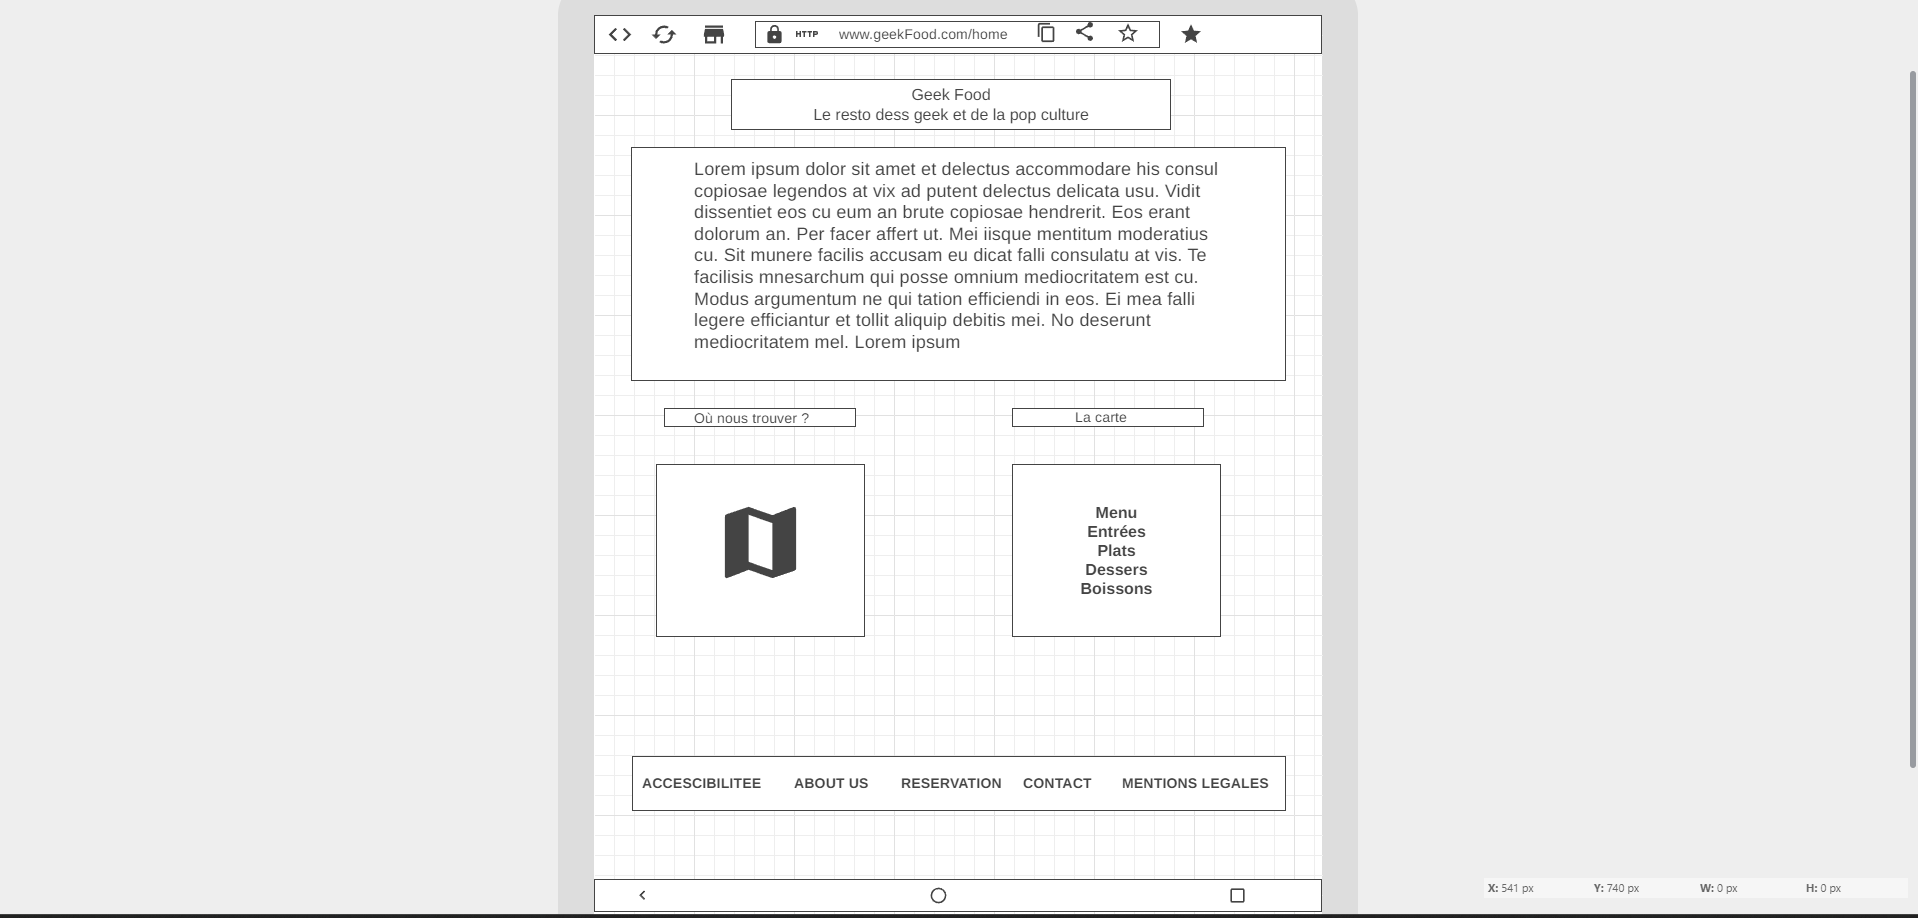 HTTP www.geekFood.com/home
Geek Food
Le resto dess geek et de la pop culture
Lorem ipsum dolor sit amet et delectus accommodare his consul
copiosae legendos at vix ad putent delectus delicata usu. Vidit
dissentiet eos cu eum an brute copiosae hendrerit. Eos erant
dolorum an. Per facer affert ut. Mei iisque mentitum moderatius
cu. Sit munere facilis accusam eu dicat falli consulatu at vis. Te
facilisis mnesarchum qui posse omnium mediocritatem est cu.
Modus argumentum ne qui tation efficiendi in eos. Ei mea falli
legere efficiantur et tollit aliquip debitis mei. No deserunt
mediocritatem mel. Lorem ipsum
Où nous trouver ?
La carte
Menu
Entrées
Plats
Dessers
Boissons
ACCESCIBILITEE ABOUT US RESERVATION CONTACT MENTIONS LEGALES
X: 541 px Y: 740 px W: 0 px H: 0 px